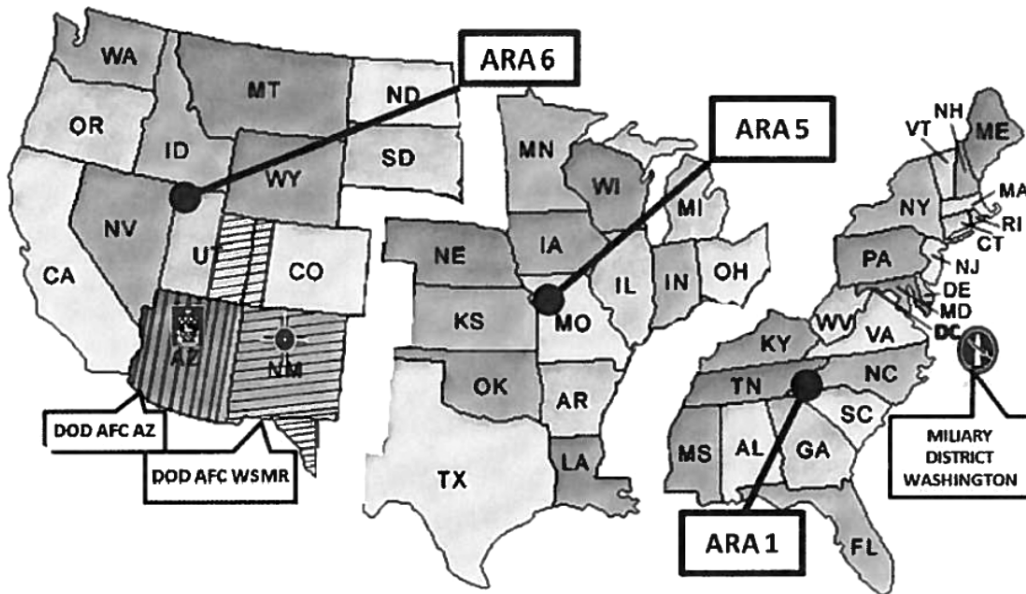 ARA 6
WA
MT
ND
OR
ID
SD
WY
NV
UT
CO
CA
AZ
NM
DOD AFC AZ
DOD AFC WSMR
ARA 5
MN
WI
MI
IA
NE
IL
IN
OH
KS
MO
OK
AR
TX
LA
NH
VT
ME
MA
NY
RI
CT
PA
NJ
DE
MD
DC
WV
VA
KY
TN
NC
SC
MS
AL
GA
FL
ARA 1
MILIARY
DISTRICT
WASHINGTON